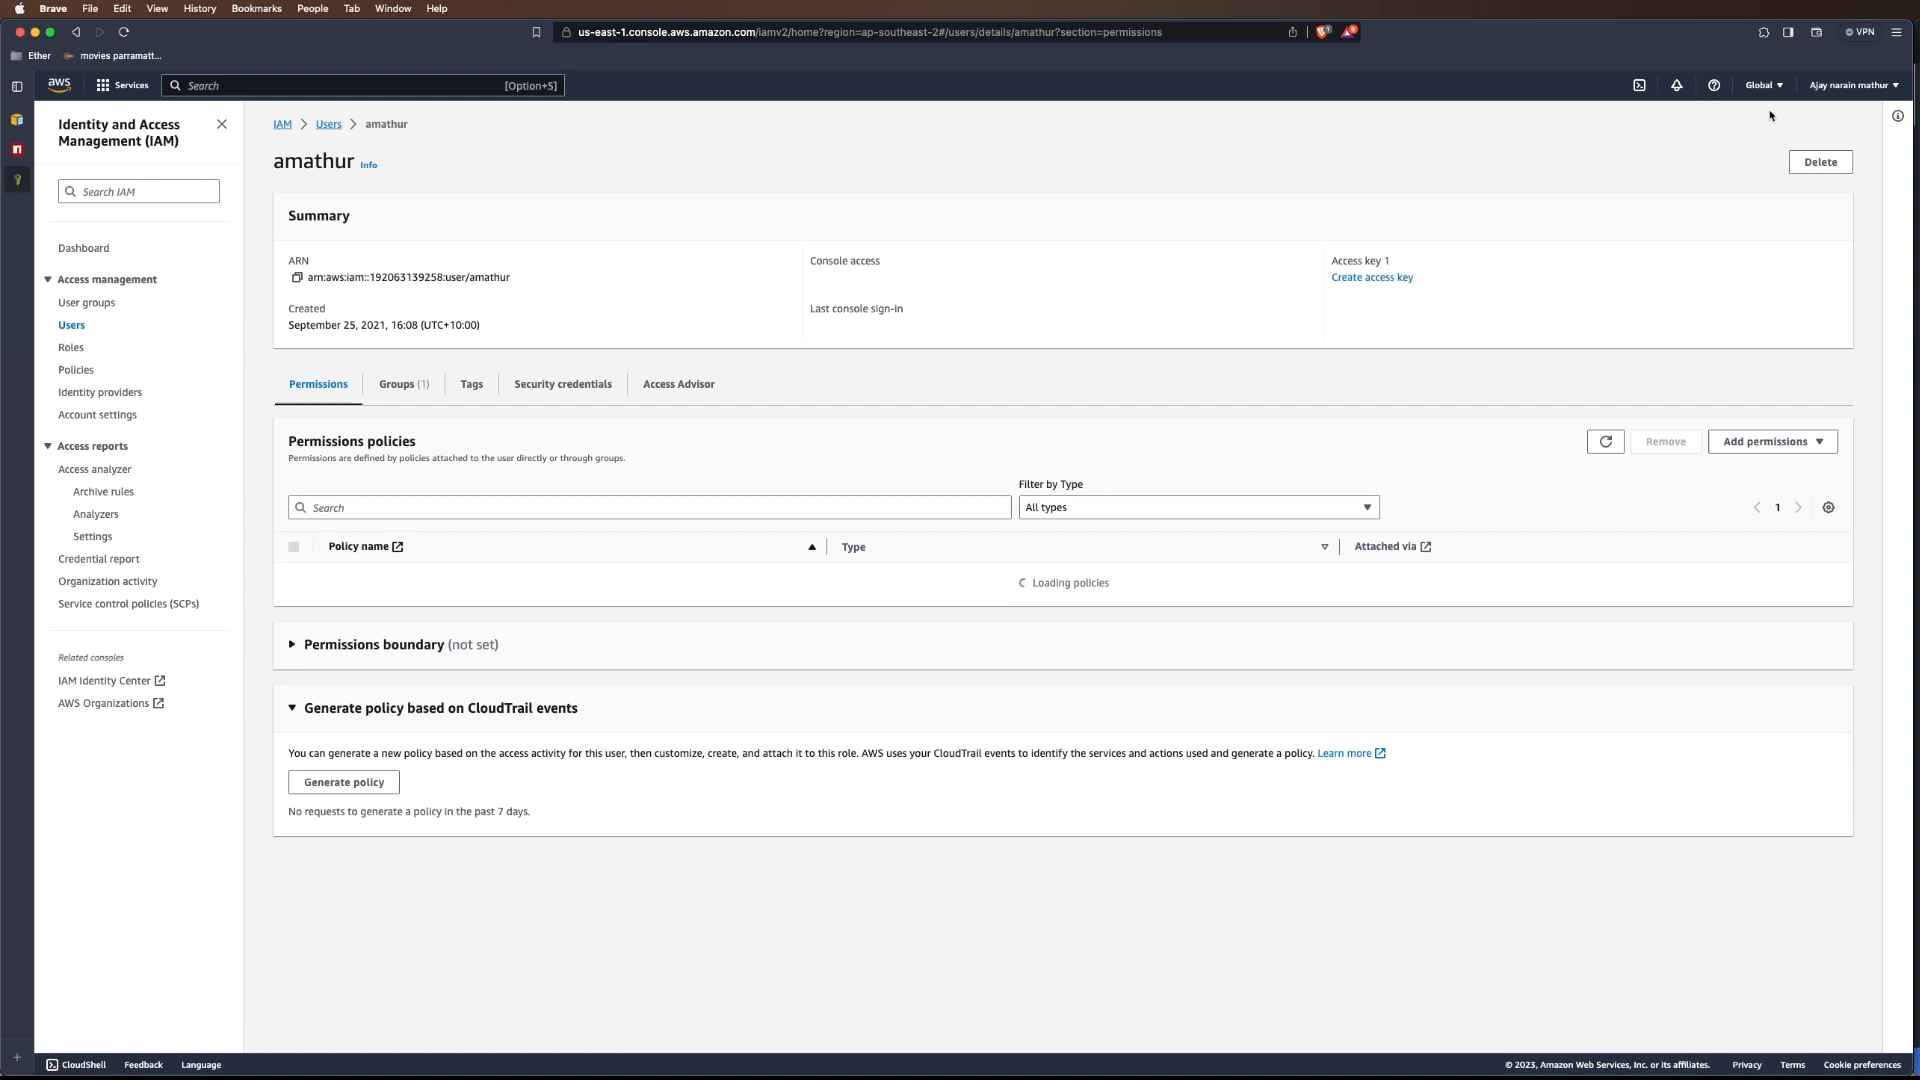 Brave File Edit View History Bookmarks People Tab Window Help
us-east-1.console.aws.amazon.com/iamv2/home?region=ap-southeast-2#/users/details/amathur?section=permissions
VPN
Ether movies parramatt...
aws Services Search [Option+S] Global Ajay narain mathur
Identity and Access
Management (IAM)
Search IAM
Dashboard
Access management
User groups
Users
Roles
Policies
Identity providers
Account settings
Access reports
Access analyzer
Archive rules
Analyzers
Settings
Credential report
Organization activity
Service control policies (SCPs)
Related consoles
IAM Identity Center
AWS Organizations
IAM Users amathur
amathur Info
Delete
Summary
ARN
arn:aws:iam::192063139258:user/amathur
Created
September 25, 2021, 16:08 (UTC+10:00)
Console access
Last console sign-in
Access key 1
Create access key
Permissions Groups (1) Tags Security credentials Access Advisor
Permissions policies
Permissions are defined by policies attached to the user directly or through groups.
Remove Add permissions
Filter by Type
Search All types 1
Policy name Type Attached via
Loading policies
Permissions boundary (not set)
Generate policy based on CloudTrail events
You can generate a new policy based on the access activity for this user, then customize, create, and attach it to this role. AWS uses your CloudTrail events to identify the services and actions used and generate a policy. Learn more
Generate policy
No requests to generate a policy in the past 7 days.
CloudShell Feedback Language © 2023, Amazon Web Services, Inc. or its affiliates. Privacy Terms Cookie preferences